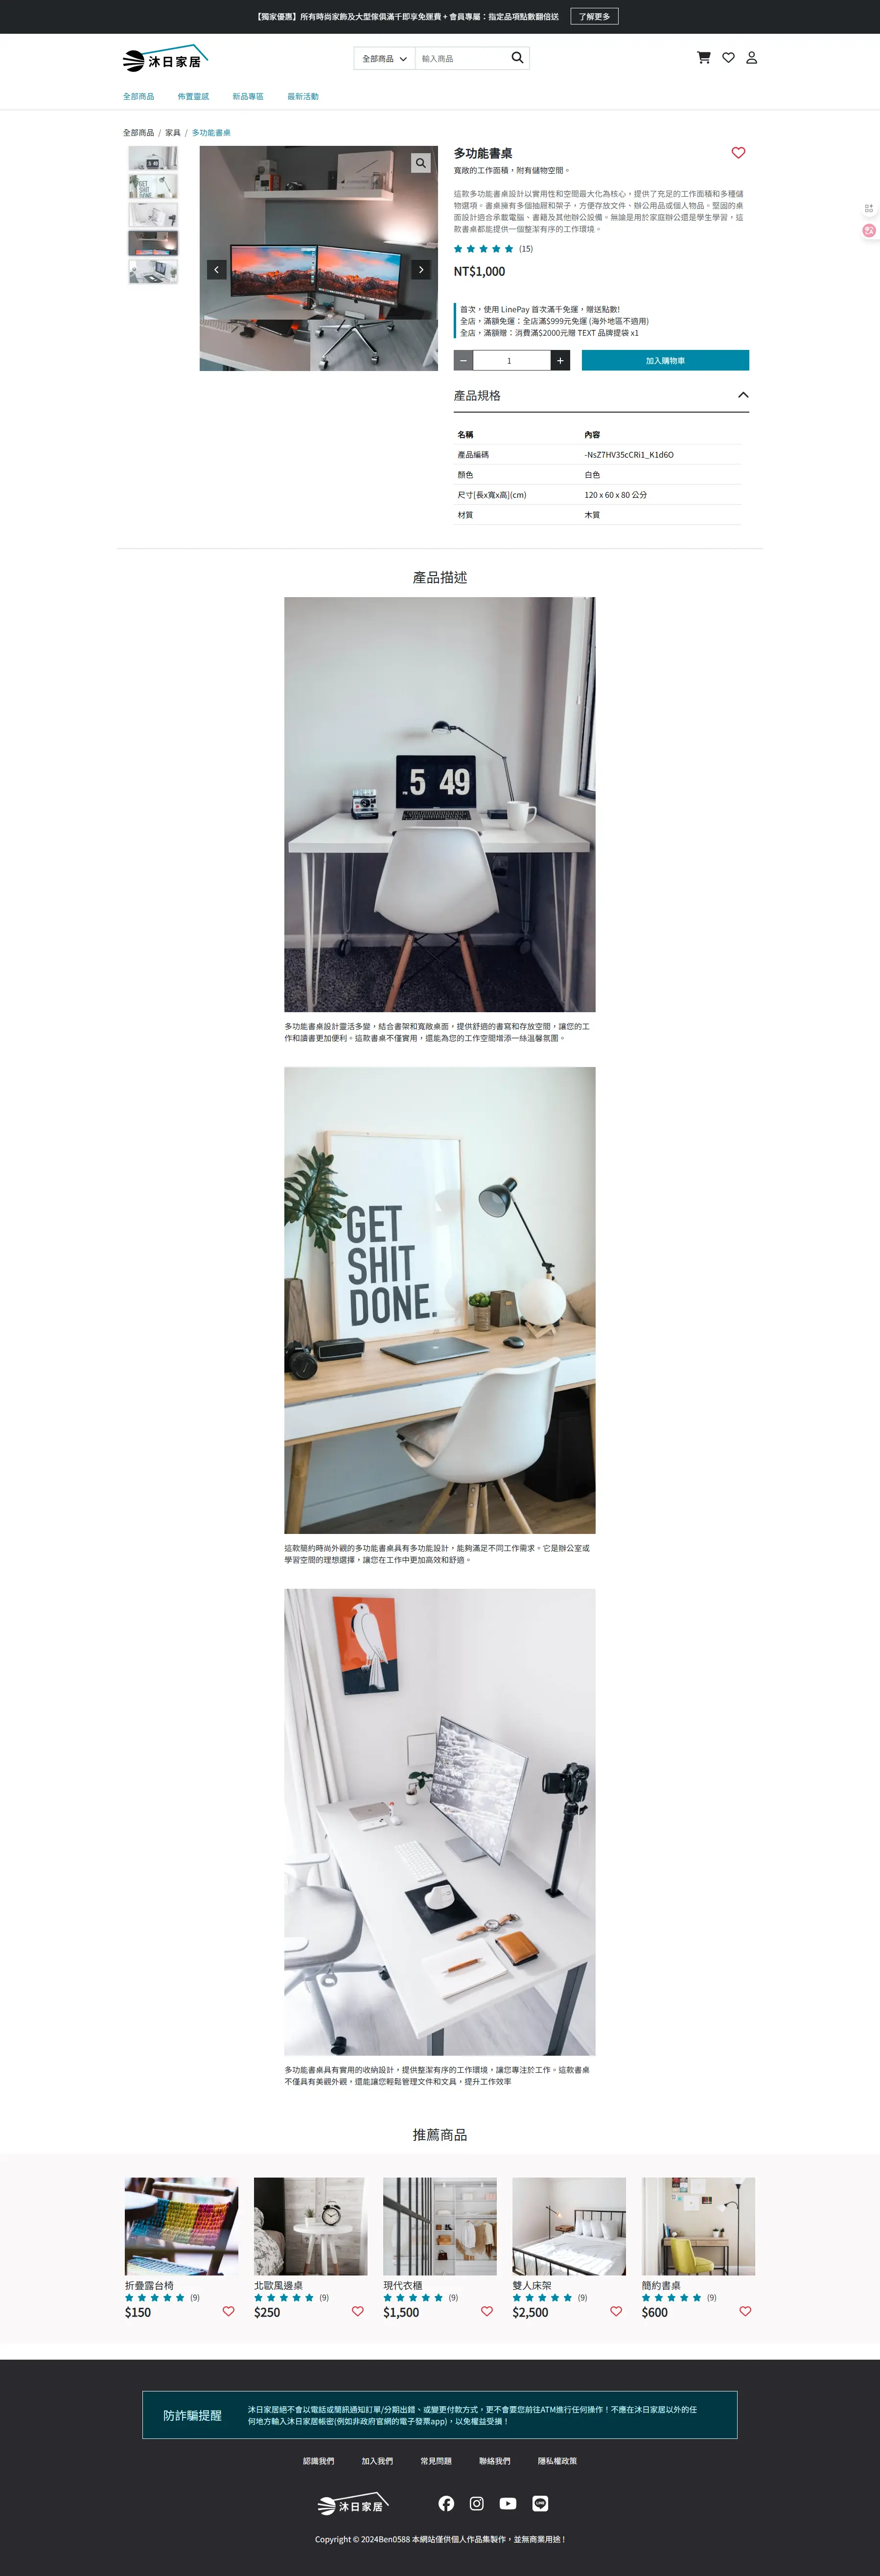 【獨家優惠】所有時尚家飾及大型傢俱滿千即享免運費 + 會員專屬：指定品項點數翻倍送
了解更多
沐日家居
全部商品
輸入商品
全部商品
佈置靈感
新品專區
最新活動
全部商品 / 家具 / 多功能書桌
多功能書桌
寬敞的工作面積，附有儲物空間。
這款多功能書桌設計以實用性和空間最大化為核心，提供了充足的工作面積和多種儲
物選項。書桌擁有多個抽屜和架子，方便存放文件、辦公用品或個人物品。堅固的桌
面設計適合承載電腦、書籍及其他辦公設備。無論是用於家庭辦公還是學生學習，這
款書桌都能提供一個整潔有序的工作環境。
(15)
NT$1,000
首次，使用 LinePay 首次滿千免運，贈送點數!
全店，滿額免運：全店滿$999元免運 (海外地區不適用)
全店，滿額贈：消費滿$2000元贈 TEXT 品牌提袋 x1
1
加入購物車
產品規格
名稱 內容
產品編碼 -NsZ7HV35cCRi1_K1d6O
顏色 白色
尺寸[長x寬x高](cm) 120 x 60 x 80 公分
材質 木質
產品描述
5 49
多功能書桌設計靈活多變，結合書架和寬敞桌面，提供舒適的書寫和存放空間，讓您的工
作和讀書更加便利。這款書桌不僅實用，還能為您的工作空間增添一絲溫馨氛圍。
GET
SHIT
DONE.
這款簡約時尚外觀的多功能書桌具有多功能設計，能夠滿足不同工作需求。它是辦公室或
學習空間的理想選擇，讓您在工作中更加高效和舒適。
多功能書桌具有實用的收納設計，提供整潔有序的工作環境，讓您專注於工作。這款書桌
不僅具有美觀外觀，還能讓您輕鬆管理文件和文具，提升工作效率
推薦商品
折疊露台椅
(9)
$150
北歐風邊桌
(9)
$250
現代衣櫃
(9)
$1,500
雙人床架
(9)
$2,500
簡約書桌
(9)
$600
防詐騙提醒
沐日家居絕不會以電話或簡訊通知訂單/分期出錯、或變更付款方式，更不會要您前往ATM進行任何操作！不應在沐日家居以外的任
何地方輸入沐日家居帳密(例如非政府官網的電子發票app)，以免權益受損！
認識我們
加入我們
常見問題
聯絡我們
隱私權政策
沐日家居
Copyright © 2024Ben0588 本網站僅供個人作品集製作，並無商業用途！